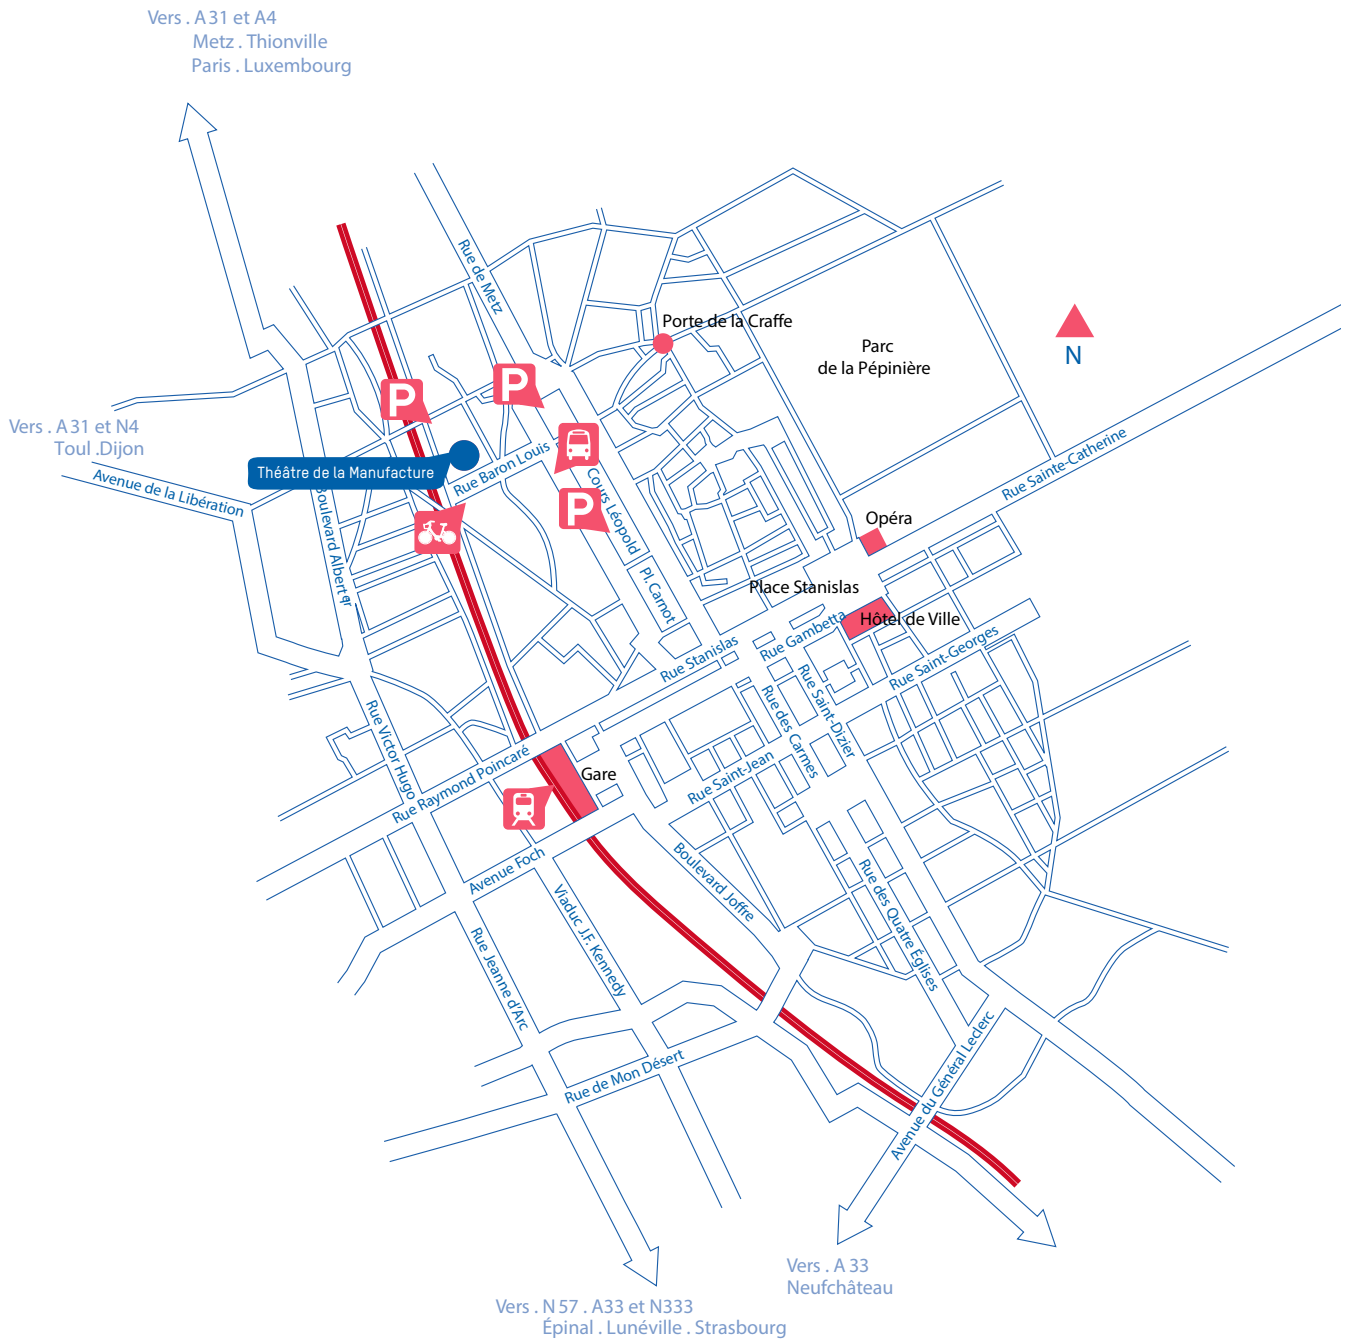 Vers . A 31 et A4
Metz . Thionville
Paris . Luxembourg
Rue de Metz
Porte de la Craffe
Parc
de la Pépinière
N
P
P
Vers . A 31 et N4
Toul .Dijon
Avenue de la Libération
Théâtre de la Manufacture
Rue Baron Louis
Rue Sainte-Catherine
Boulevard Albert 1er
P
Cours Léopold
Opéra
Pl. Carnot
Place Stanislas
Hôtel de Ville
Rue Gambetta
Rue Stanislas
Rue Saint-Georges
Rue Saint-Dizier
Rue des Carmes
Rue Victor Hugo
Rue Raymond Poincaré
Gare
Rue Saint-Jean
Avenue Foch
Boulevard Joffre
Viaduc J.F. Kennedy
Rue des Quatre Églises
Rue Jeanne d'Arc
Rue de Mon Désert
Avenue du Général Leclerc
Vers . A 33
Neufchâteau
Vers . N 57 . A33 et N333
Épinal . Lunéville . Strasbourg